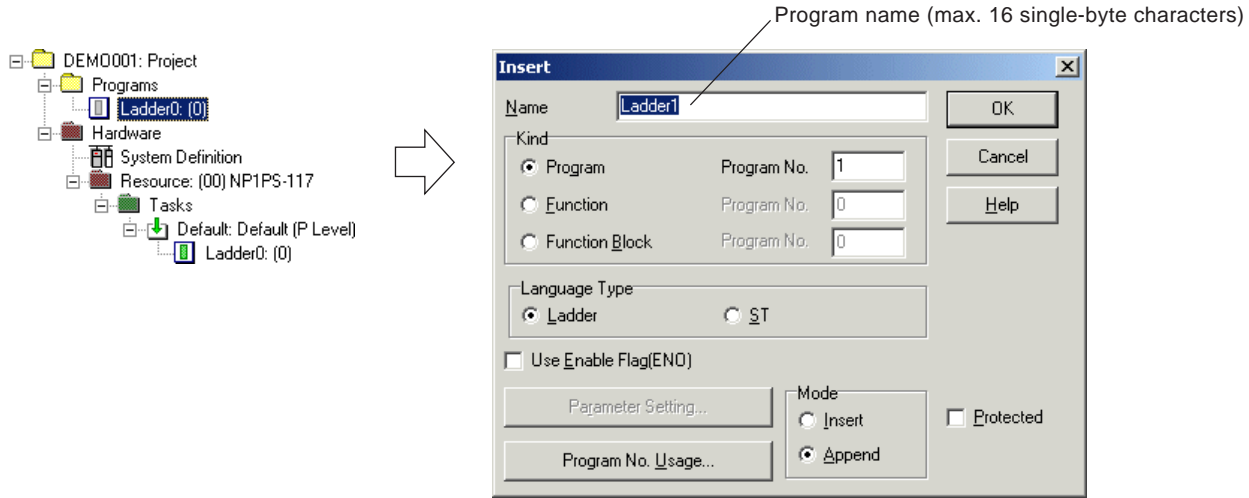 Program name (max. 16 single-byte characters)
DEMO001: Project
Programs
Ladder0: (0)
Hardware
System Definition
Resource: (00) NP1PS-117
Tasks
Default: Default (P Level)
Ladder0: (0)
Insert
Name Ladder1 OK
Kind
Program Program No. 1 Cancel
Function Program No. 0 Help
Function Block Program No. 0
Language Type
Ladder ST
Use Enable Flag(ENO)
Parameter Setting...
Mode
Insert
Protected
Program No. Usage...
Append